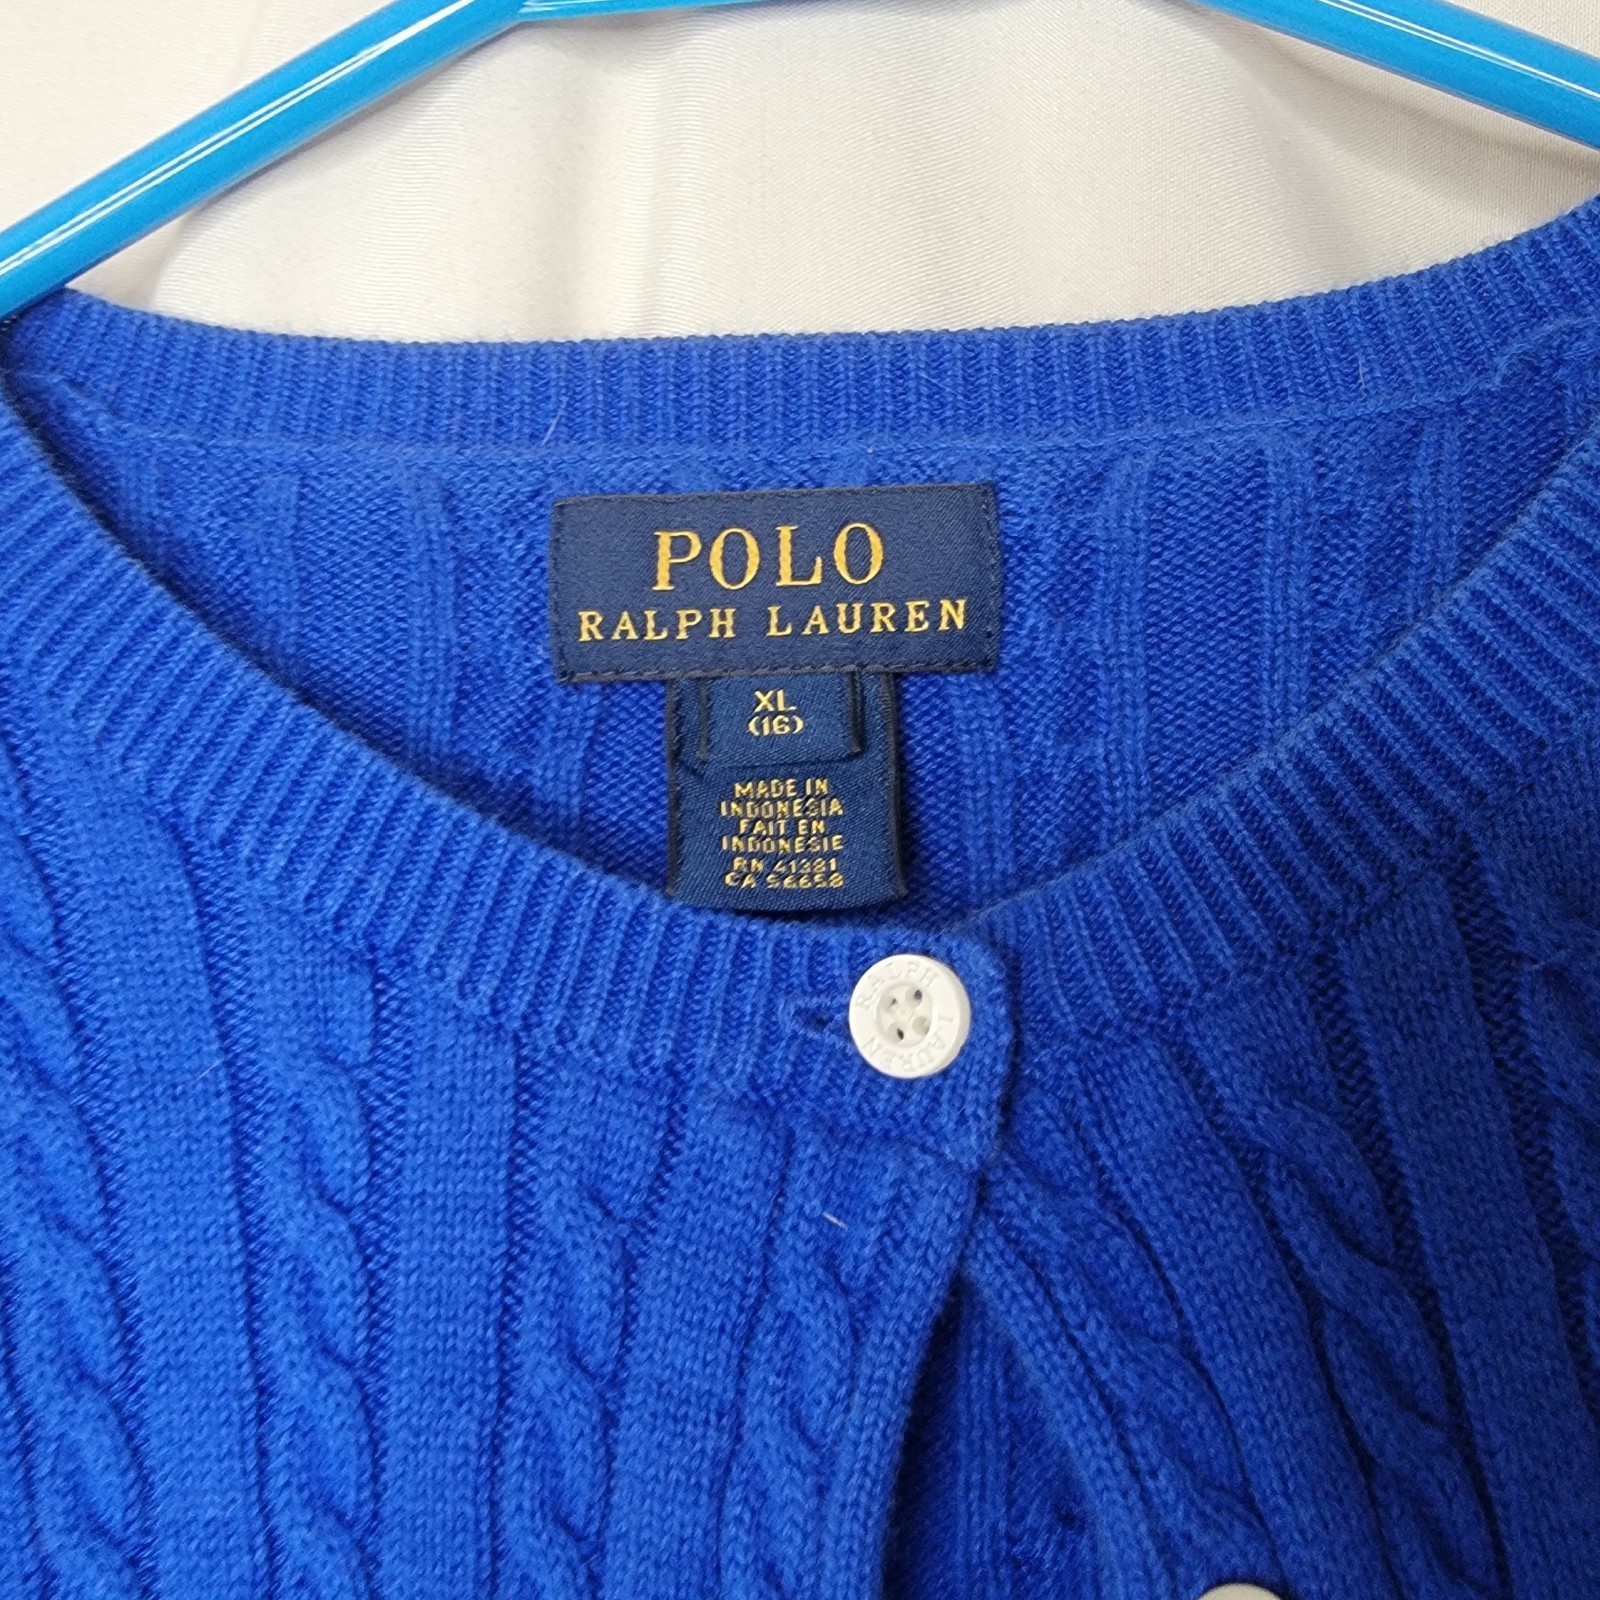 POLO
RALPH LAUREN
XL
(16)
MADE IN
INDONESIA
FAIT EN
INDONESIE
RN 41381
CA 56658
RALPH LAUREN